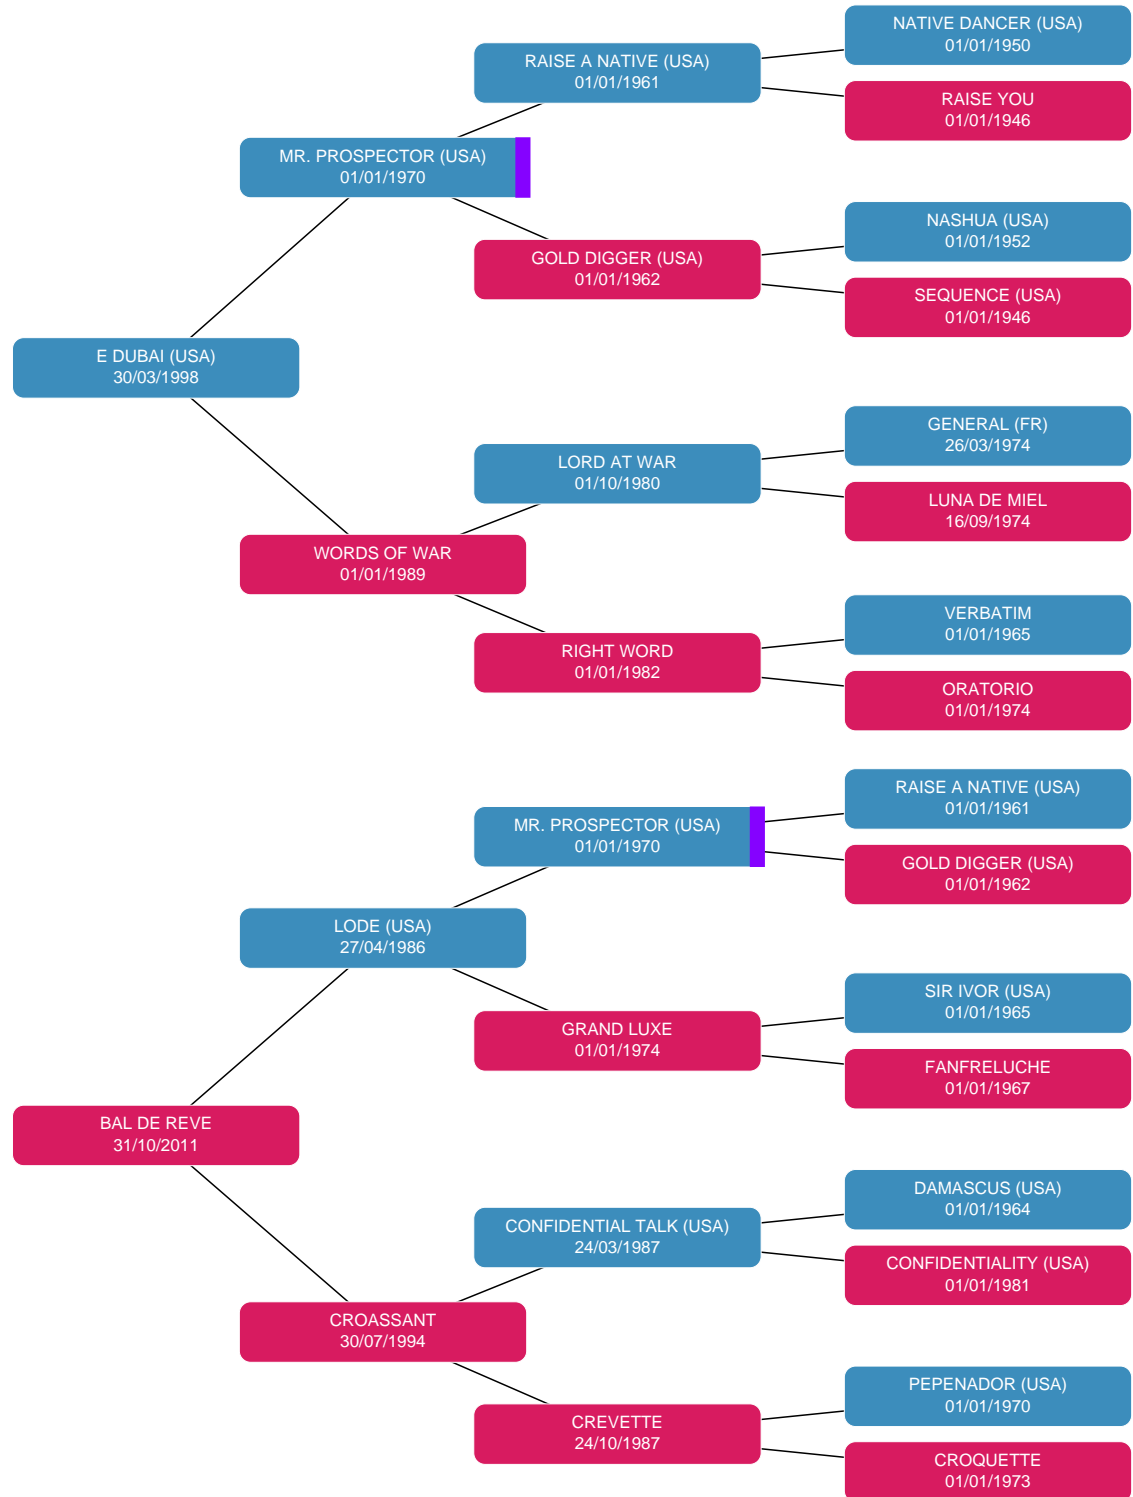 NATIVE DANCER (USA)
01/01/1950
RAISE A NATIVE (USA)
01/01/1961
RAISE YOU
01/01/1946
MR. PROSPECTOR (USA)
01/01/1970
NASHUA (USA)
01/01/1952
GOLD DIGGER (USA)
01/01/1962
SEQUENCE (USA)
01/01/1946
E DUBAI (USA)
30/03/1998
GENERAL (FR)
26/03/1974
LORD AT WAR
01/10/1980
LUNA DE MIEL
16/09/1974
WORDS OF WAR
01/01/1989
VERBATIM
01/01/1965
RIGHT WORD
01/01/1982
ORATORIO
01/01/1974
RAISE A NATIVE (USA)
01/01/1961
MR. PROSPECTOR (USA)
01/01/1970
GOLD DIGGER (USA)
01/01/1962
LODE (USA)
27/04/1986
SIR IVOR (USA)
01/01/1965
GRAND LUXE
01/01/1974
FANFRELUCHE
01/01/1967
BAL DE REVE
31/10/2011
DAMASCUS (USA)
01/01/1964
CONFIDENTIAL TALK (USA)
24/03/1987
CONFIDENTIALITY (USA)
01/01/1981
CROASSANT
30/07/1994
PEPENADOR (USA)
01/01/1970
CREVETTE
24/10/1987
CROQUETTE
01/01/1973